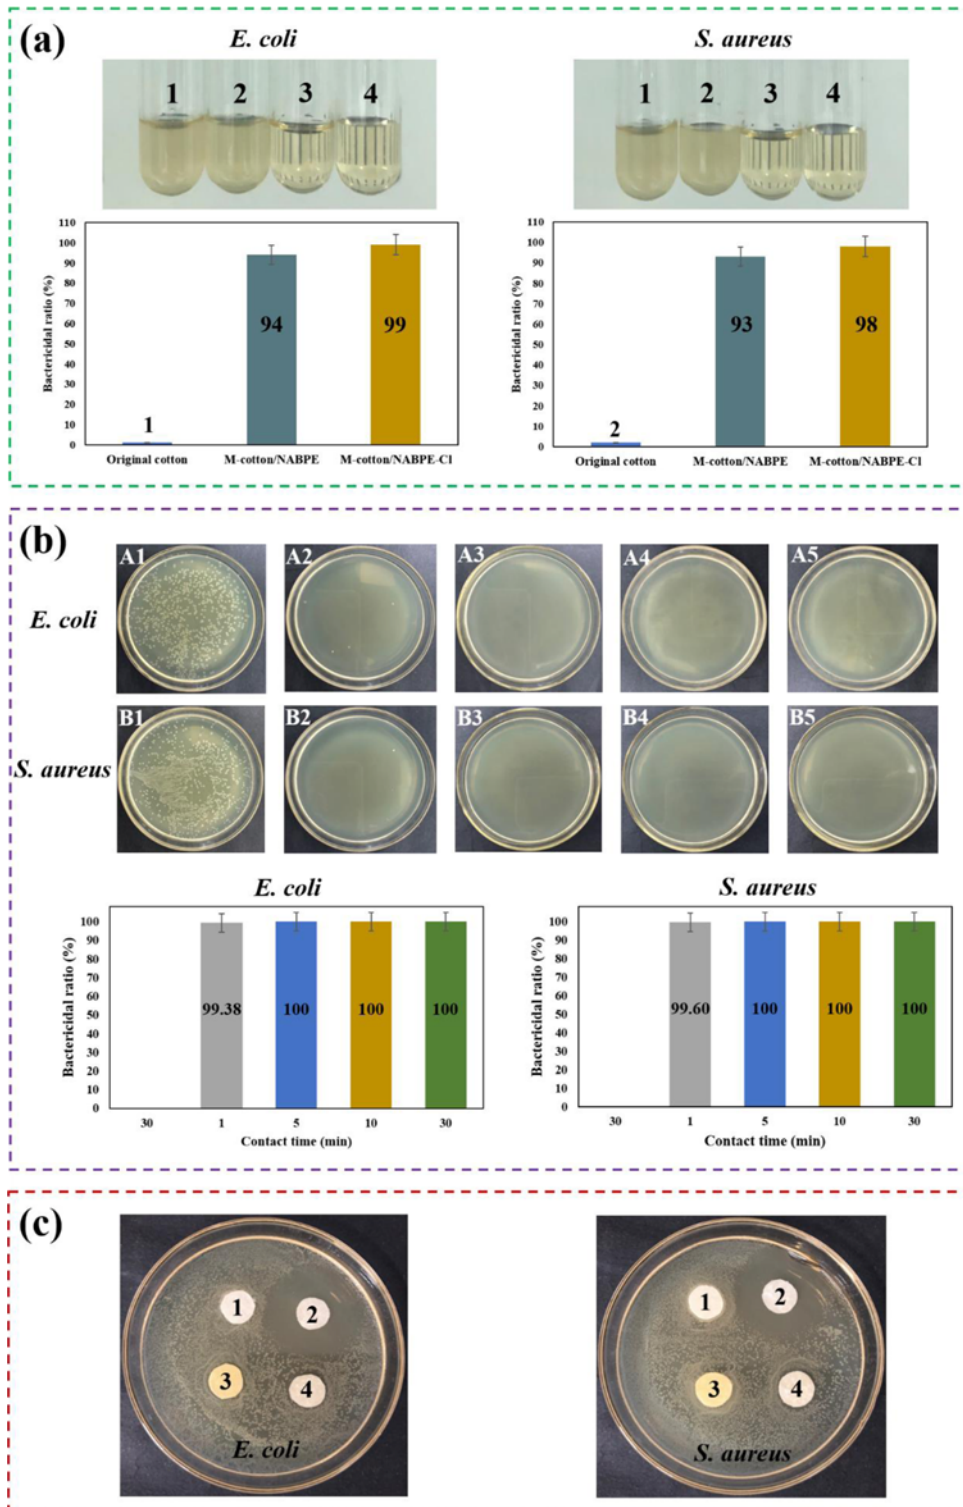 (a)
E. coli
S. aureus
1 2 3 4
1 2 3 4
Bactericidal ratio (%)
110
100
90
80
70
60
50
40
30
20
10
0
1
94
99
Original cotton M-cotton/NABPE M-cotton/NABPE-Cl
Bactericidal ratio (%)
110
100
90
80
70
60
50
40
30
20
10
0
2
93
98
Original cotton M-cotton/NABPE M-cotton/NABPE-Cl
(b)
E. coli
A1 A2 A3 A4 A5
S. aureus
B1 B2 B3 B4 B5
E. coli
Bactericidal ratio (%)
100
90
80
70
60
50
40
30
20
10
0
99.38 100 100 100
30 1 5 10 30
Contact time (min)
S. aureus
Bactericidal ratio (%)
100
90
80
70
60
50
40
30
20
10
0
99.60 100 100 100
30 1 5 10 30
Contact time (min)
(c)
1 2
3 4
E. coli
1 2
3 4
S. aureus